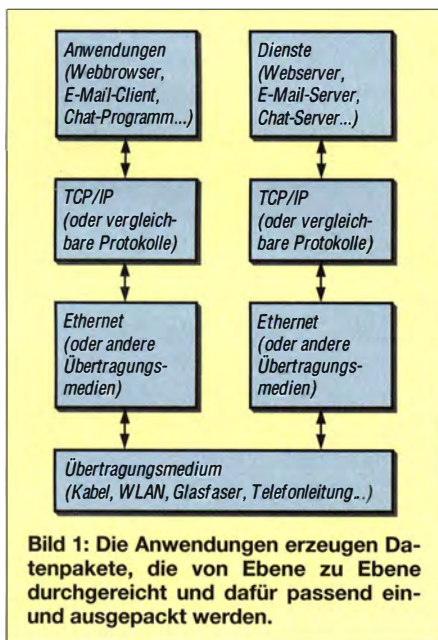 Anwendungen
(Webbrowser,
E-Mail-Client,
Chat-Programm...)
Dienste
(Webserver,
E-Mail-Server,
Chat-Server...)
TCP/IP
(oder vergleich-
bare Protokolle)
TCP/IP
(oder vergleich-
bare Protokolle)
Ethernet
(oder andere
Übertragungs-
medien)
Ethernet
(oder andere
Übertragungs-
medien)
Übertragungsmedium
(Kabel, WLAN, Glasfaser, Telefonleitung...)
Bild 1: Die Anwendungen erzeugen Da-
tenpakete, die von Ebene zu Ebene
durchgereicht und dafür passend ein-
und ausgepackt werden.